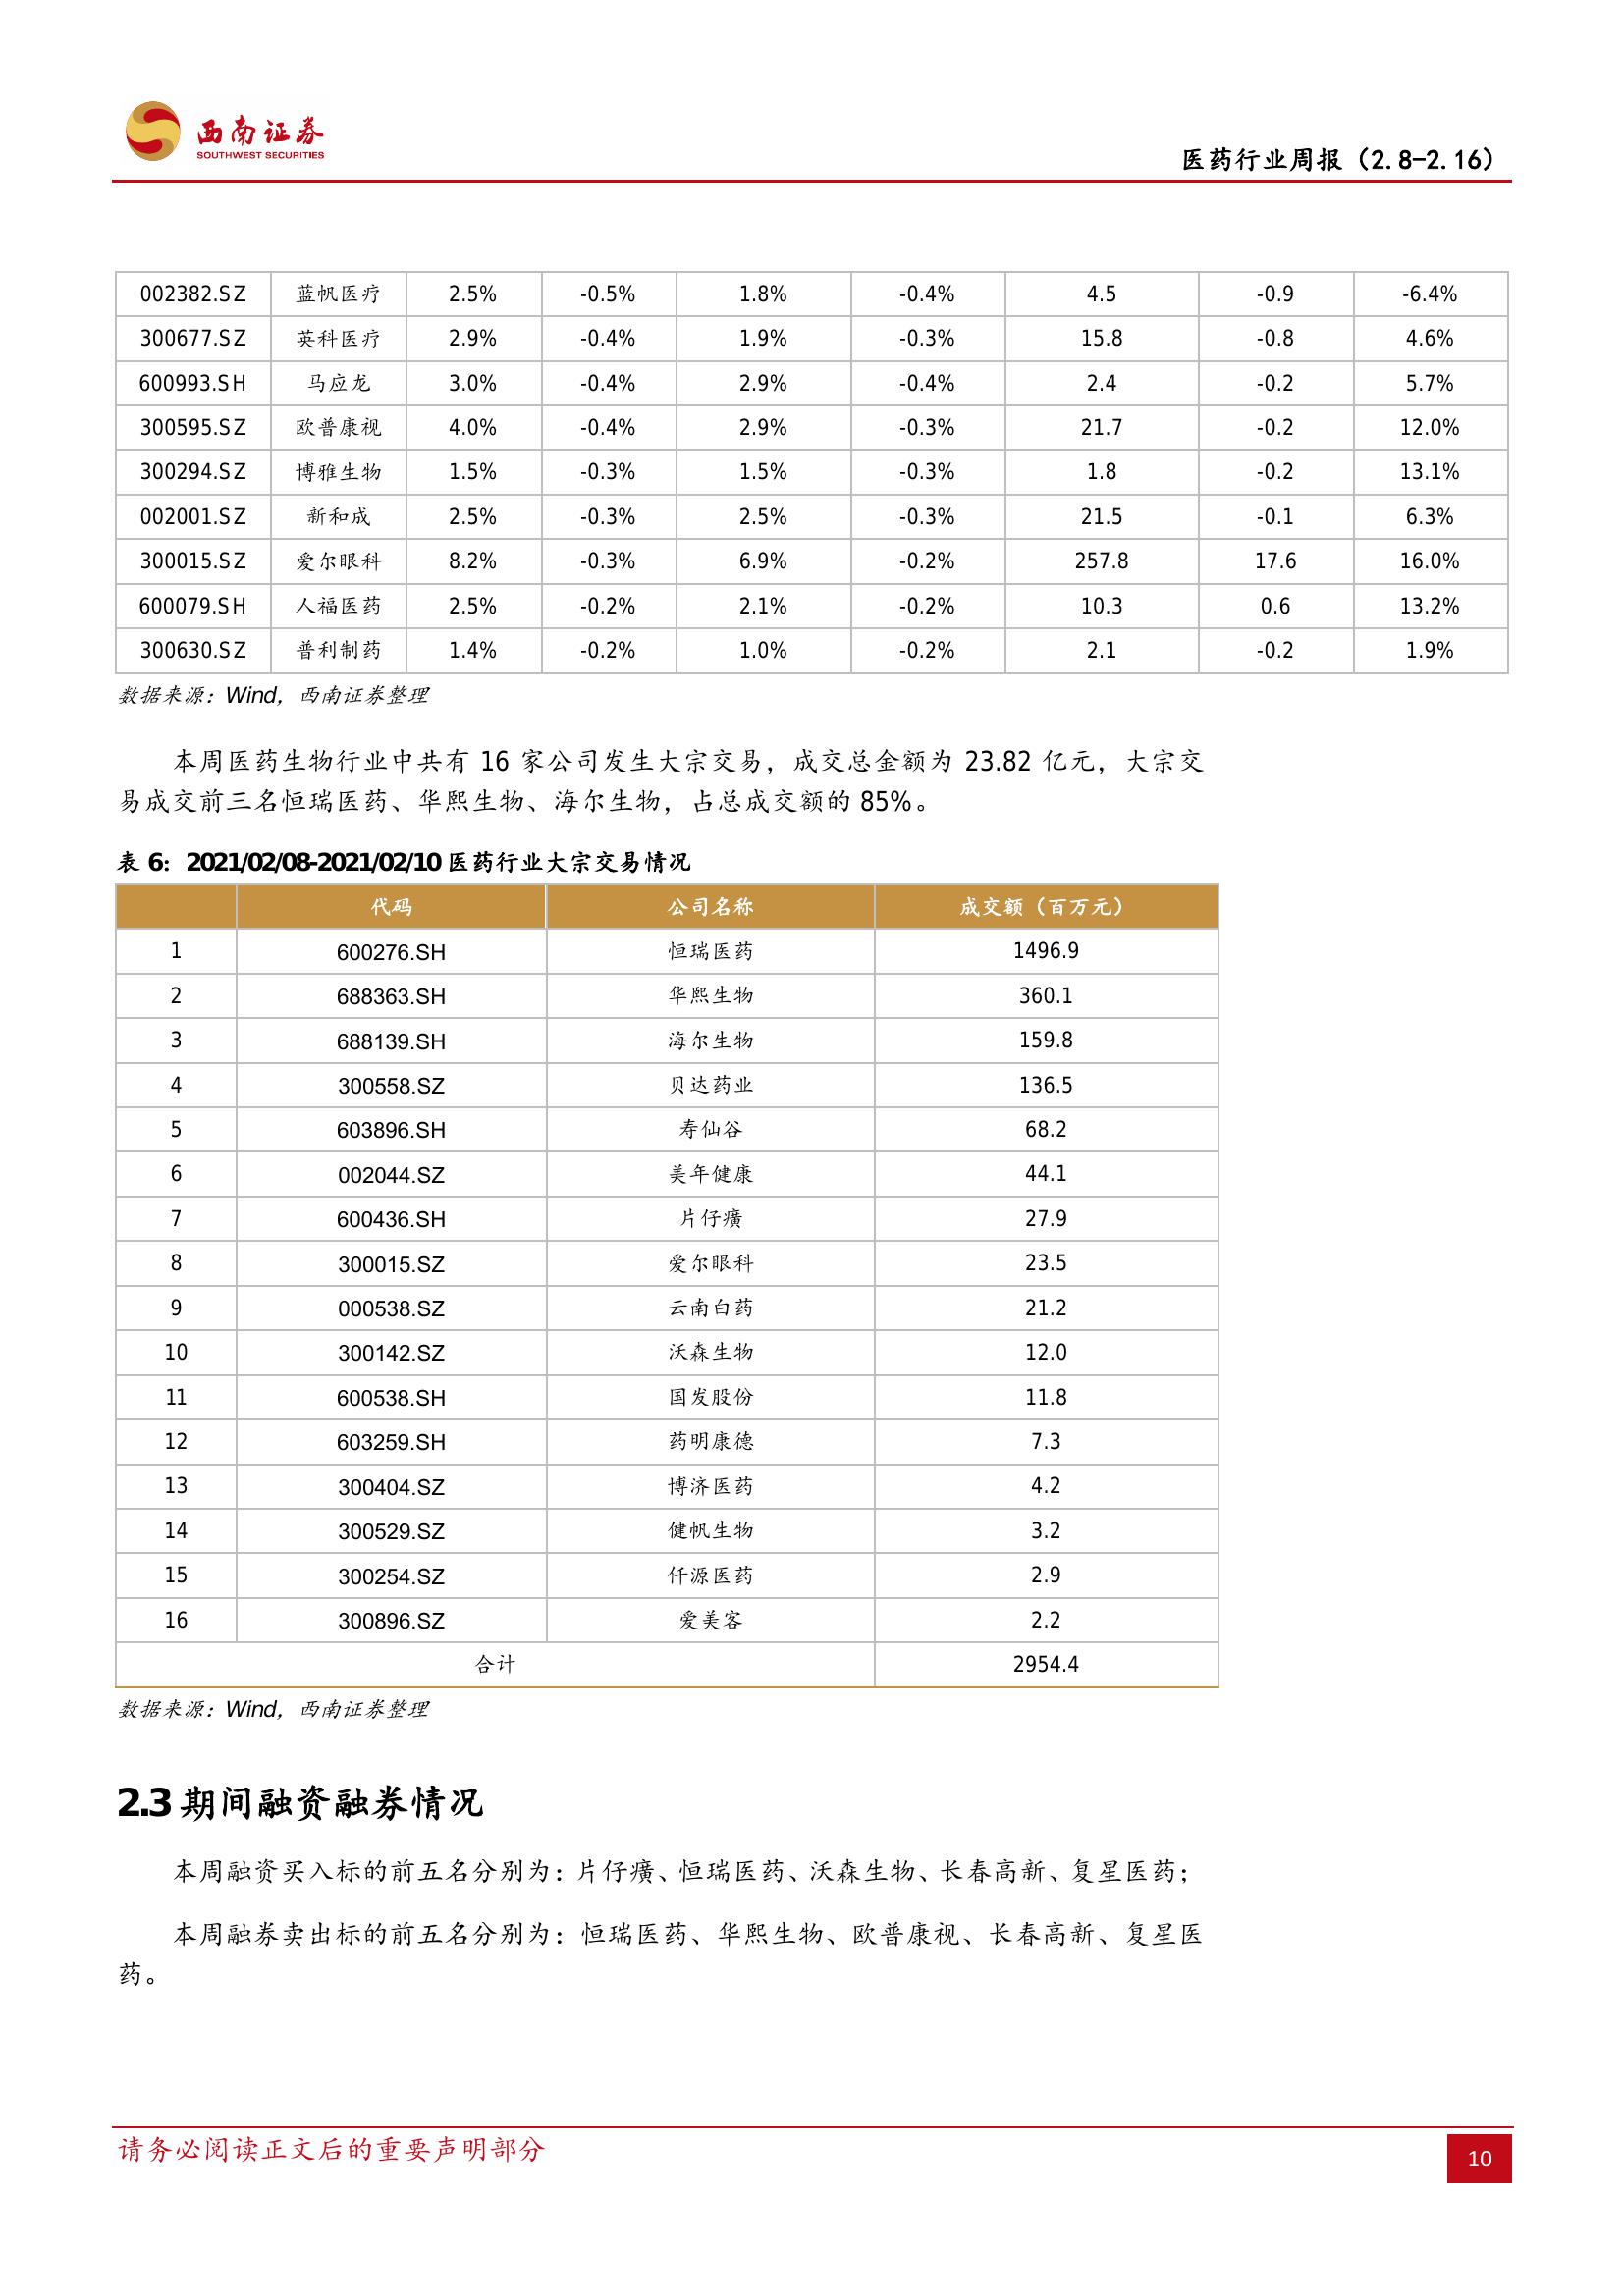 西南证券
SOUTHWEST SECURITIES
医药行业周报（2.8-2.16）
002382.SZ 蓝帆医疗 2.5% -0.5% 1.8% -0.4% 4.5 -0.9 -6.4%
300677.SZ 英科医疗 2.9% -0.4% 1.9% -0.3% 15.8 -0.8 4.6%
600993.SH 马应龙 3.0% -0.4% 2.9% -0.4% 2.4 -0.2 5.7%
300595.SZ 欧普康视 4.0% -0.4% 2.9% -0.3% 21.7 -0.2 12.0%
300294.SZ 博雅生物 1.5% -0.3% 1.5% -0.3% 1.8 -0.2 13.1%
002001.SZ 新和成 2.5% -0.3% 2.5% -0.3% 21.5 -0.1 6.3%
300015.SZ 爱尔眼科 8.2% -0.3% 6.9% -0.2% 257.8 17.6 16.0%
600079.SH 人福医药 2.5% -0.2% 2.1% -0.2% 10.3 0.6 13.2%
300630.SZ 普利制药 1.4% -0.2% 1.0% -0.2% 2.1 -0.2 1.9%
数据来源：Wind，西南证券整理
本周医药生物行业中共有 16 家公司发生大宗交易，成交总金额为 23.82 亿元，大宗交
易成交前三名恒瑞医药、华熙生物、海尔生物，占总成交额的 85%。
表 6：2021/02/08-2021/02/10 医药行业大宗交易情况
代码 公司名称 成交额（百万元）
1 600276.SH 恒瑞医药 1496.9
2 688363.SH 华熙生物 360.1
3 688139.SH 海尔生物 159.8
4 300558.SZ 贝达药业 136.5
5 603896.SH 寿仙谷 68.2
6 002044.SZ 美年健康 44.1
7 600436.SH 片仔癀 27.9
8 300015.SZ 爱尔眼科 23.5
9 000538.SZ 云南白药 21.2
10 300142.SZ 沃森生物 12.0
11 600538.SH 国发股份 11.8
12 603259.SH 药明康德 7.3
13 300404.SZ 博济医药 4.2
14 300529.SZ 健帆生物 3.2
15 300254.SZ 仟源医药 2.9
16 300896.SZ 爱美客 2.2
合计 2954.4
数据来源：Wind，西南证券整理
2.3 期间融资融券情况
本周融资买入标的前五名分别为：片仔癀、恒瑞医药、沃森生物、长春高新、复星医药；
本周融券卖出标的前五名分别为：恒瑞医药、华熙生物、欧普康视、长春高新、复星医
药。
请务必阅读正文后的重要声明部分
10